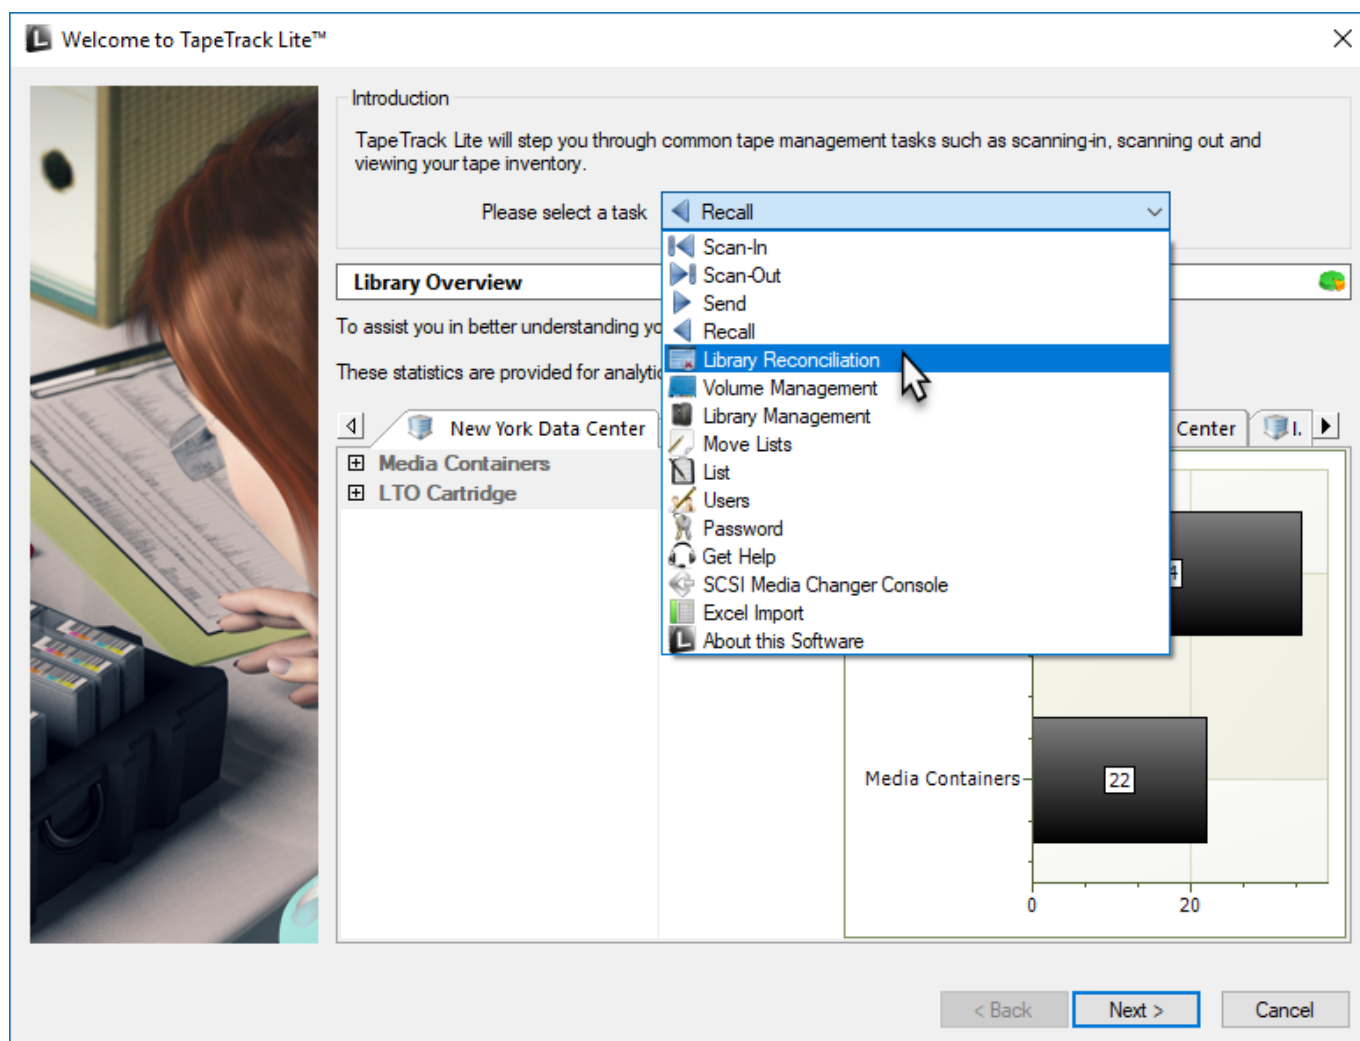 Welcome to TapeTrack Lite™
Introduction
TapeTrack Lite will step you through common tape management tasks such as scanning-in, scanning out and
viewing your tape inventory.
Please select a task
Recall
Scan-In
Scan-Out
Send
Recall
Library Reconciliation
Volume Management
Library Management
Move Lists
List
Users
Password
Get Help
SCSI Media Changer Console
Excel Import
About this Software
Library Overview
To assist you in better understanding
These statistics are provided for
New York Data Center
Center
Media Containers
LTO Cartridge
Media Containers
22
0
20
< Back
Next >
Cancel